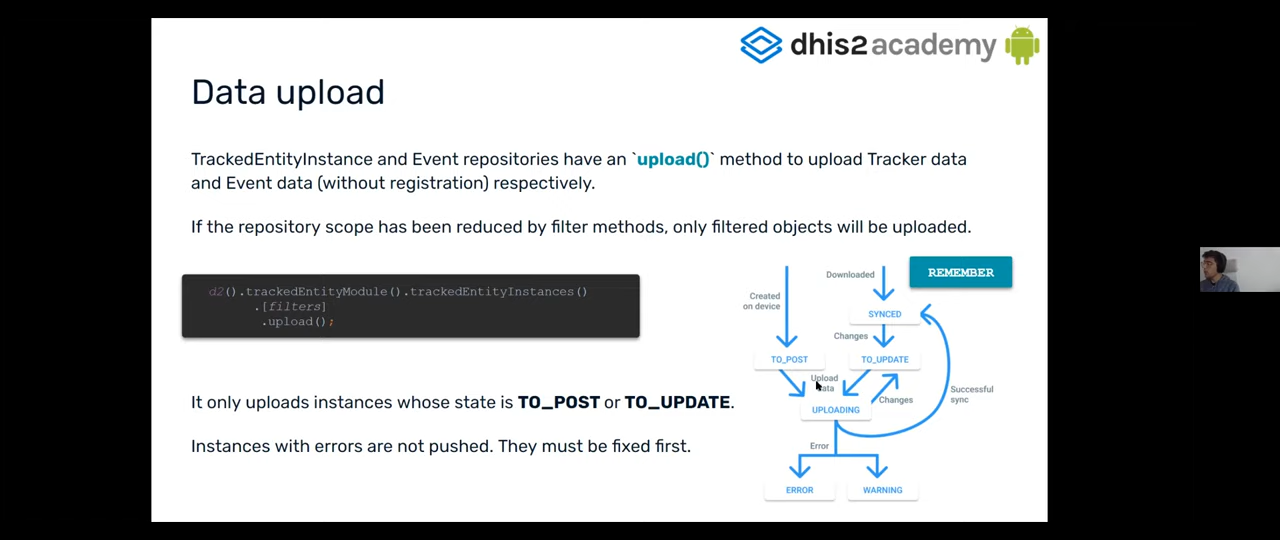 dhis2 academy
Data upload
TrackedEntityInstance and Event repositories have an `upload()` method to upload Tracker data
and Event data (without registration) respectively.
If the repository scope has been reduced by filter methods, only filtered objects will be uploaded.
d2().trackedEntityModule().trackedEntityInstances()
.[filters]
.upload();
It only uploads instances whose state is TO_POST or TO_UPDATE.
Instances with errors are not pushed. They must be fixed first.
REMEMBER
Downloaded
Created
on device
SYNCED
Changes
TO_POST
TO_UPDATE
Upload
data
Changes
Successful
sync
UPLOADING
Error
ERROR
WARNING